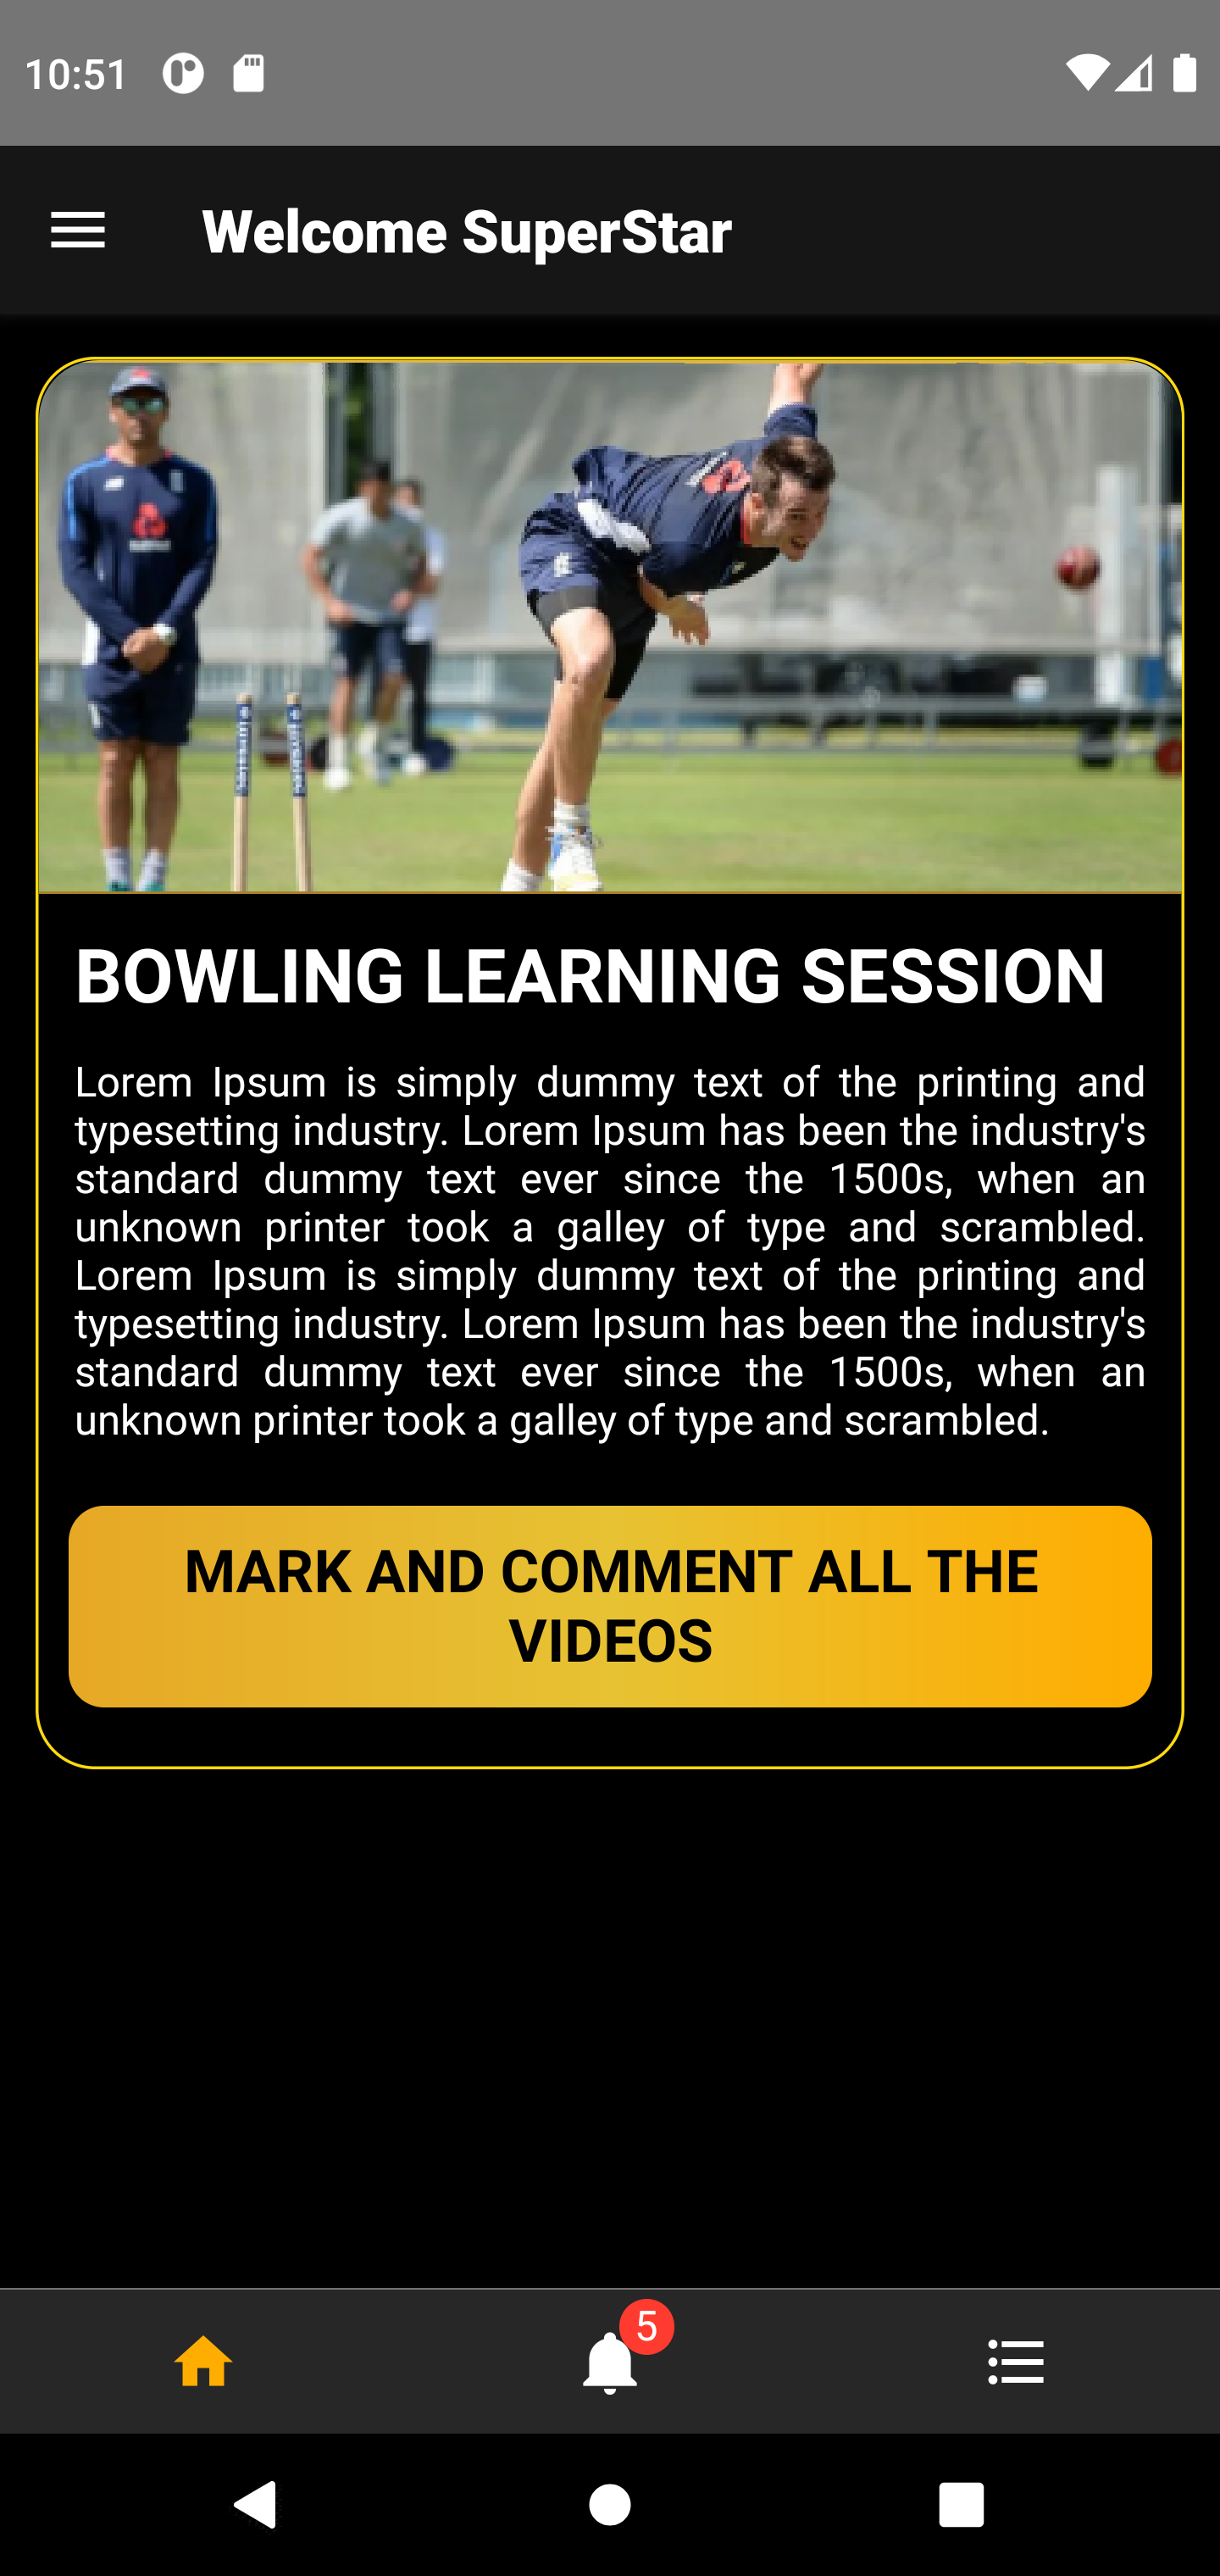 10:51
Welcome SuperStar
BOWLING LEARNING SESSION
Lorem Ipsum is simply dummy text of the printing and
typesetting industry. Lorem Ipsum has been the industry's
standard dummy text ever since the 1500s, when an
unknown printer took a galley of type and scrambled.
Lorem Ipsum is simply dummy text of the printing and
typesetting industry. Lorem Ipsum has been the industry's
standard dummy text ever since the 1500s, when an
unknown printer took a galley of type and scrambled.
MARK AND COMMENT ALL THE
VIDEOS
5